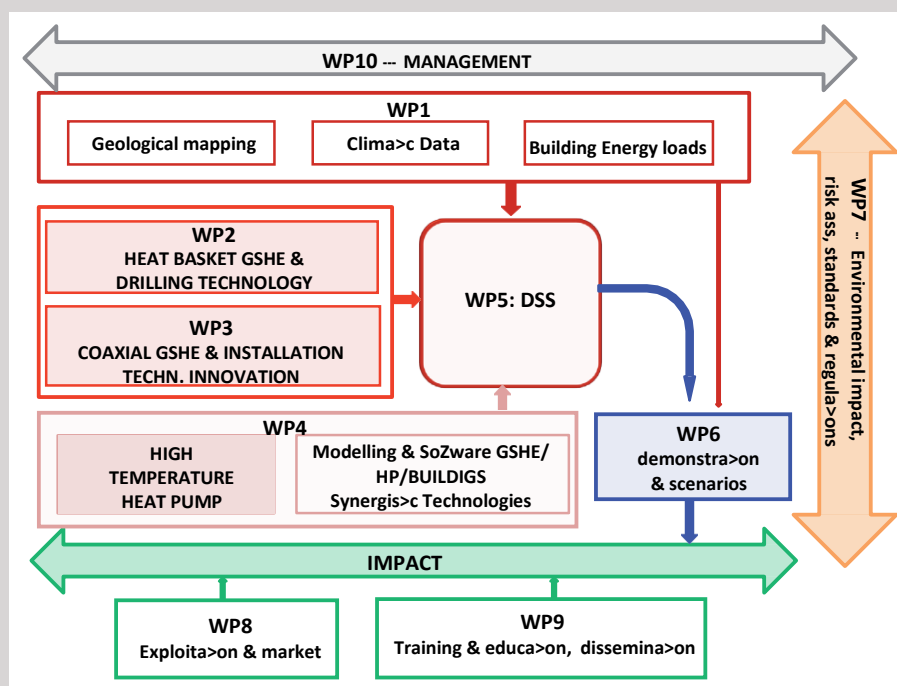 WP10 --- MANAGEMENT
WP1
Geological mapping
Clima>c Data
Building Energy loads
WP2
HEAT BASKET GSHE &
DRILLING TECHNOLOGY
WP3
COAXIAL GSHE & INSTALLATION
TECHN. INNOVATION
WP5: DSS
WP4
HIGH
TEMPERATURE
HEAT PUMP
Modelling & SoZware GSHE/
HP/BUILDIGS
Synergis>c Technologies
WP6
demonstra>on
& scenarios
WP7 -- Environmental impact,
risk ass, standards & regula>ons
IMPACT
WP8
Exploita>on & market
WP9
Training & educa>on, dissemina>on